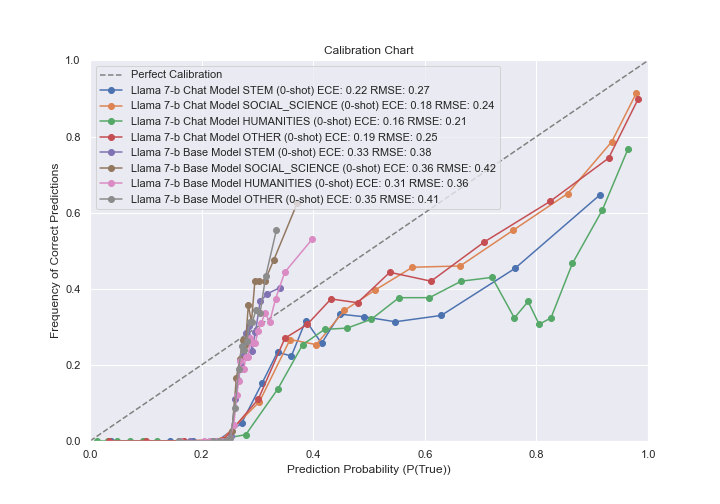 Calibration Chart
Perfect Calibration
Llama 7-b Chat Model STEM (0-shot) ECE: 0.22 RMSE: 0.27
Llama 7-b Chat Model SOCIAL_SCIENCE (0-shot) ECE: 0.18 RMSE: 0.24
Llama 7-b Chat Model HUMANITIES (0-shot) ECE: 0.16 RMSE: 0.21
Llama 7-b Chat Model OTHER (0-shot) ECE: 0.19 RMSE: 0.25
Llama 7-b Base Model STEM (0-shot) ECE: 0.33 RMSE: 0.38
Llama 7-b Base Model SOCIAL_SCIENCE (0-shot) ECE: 0.36 RMSE: 0.42
Llama 7-b Base Model HUMANITIES (0-shot) ECE: 0.31 RMSE: 0.36
Llama 7-b Base Model OTHER (0-shot) ECE: 0.35 RMSE: 0.41
Frequency of Correct Predictions
1.0
0.8
0.6
0.4
0.2
0.0
0.0 0.2 0.4 0.6 0.8 1.0
Prediction Probability (P(True))